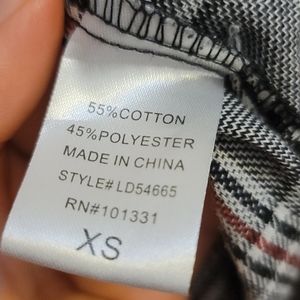 55%COTTON
45%POLYESTER
MADE IN CHINA
STYLE#LD54665
RN#101331
XS